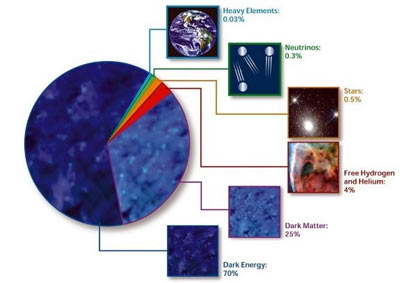 Heavy Elements:
0.03%
Neutrinos:
0.3%
Stars:
0.5%
Free Hydrogen
and Helium:
4%
Dark Matter:
25%
Dark Energy:
70%